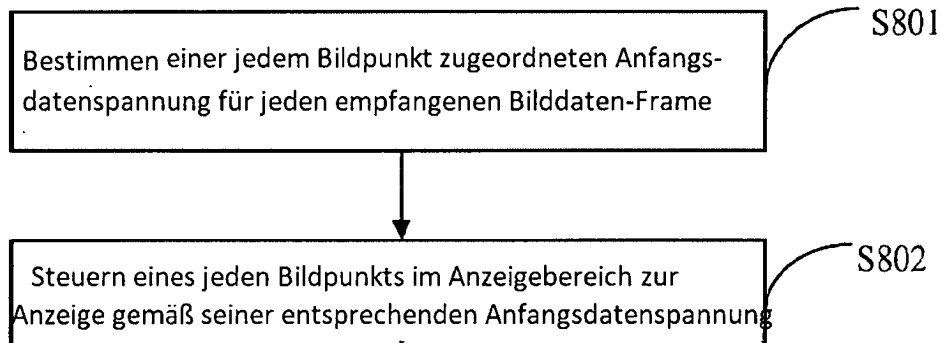 S801
Bestimmen einer jedem Bildpunkt zugeordneten Anfangs-
datenspannung für jeden empfangenen Bilddaten-Frame
S802
Steuern eines jeden Bildpunkts im Anzeigebereich zur
Anzeige gemäß seiner entsprechenden Anfangsdatenspannung